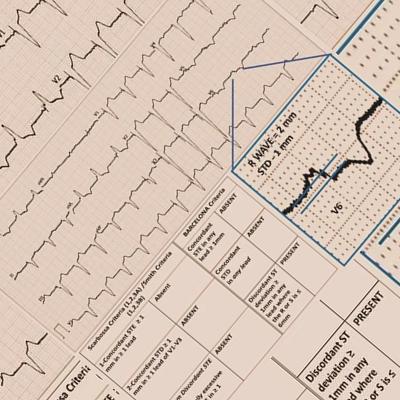 V1
V2
R WAVE= 2 mm
STD -1 mm
V6
BARCELONA Criteria
Concordant
STE in any
lead ≥ 1mm
ABSENT
Concordant
STD
in any lead
ABSENT
Discordant ST
deviation ≥
1mm in any
lead where
the R or S is ≤
6mm
PRESENT
Scarbossa Criteria (1,2,3A) /Smith Criteria
(1,2,3B)
1-Concordant STE ≥ 1
mm in ≥ 1 lead
Absent
2-Concordant STD ≥ 1
mm in ≥ 1 lead of V1-V3
ABSENT
Discordant STE
ABSENT
Discordant ST
deviation ≥
1mm in any
lead where
R or S is ≤
PRESENT